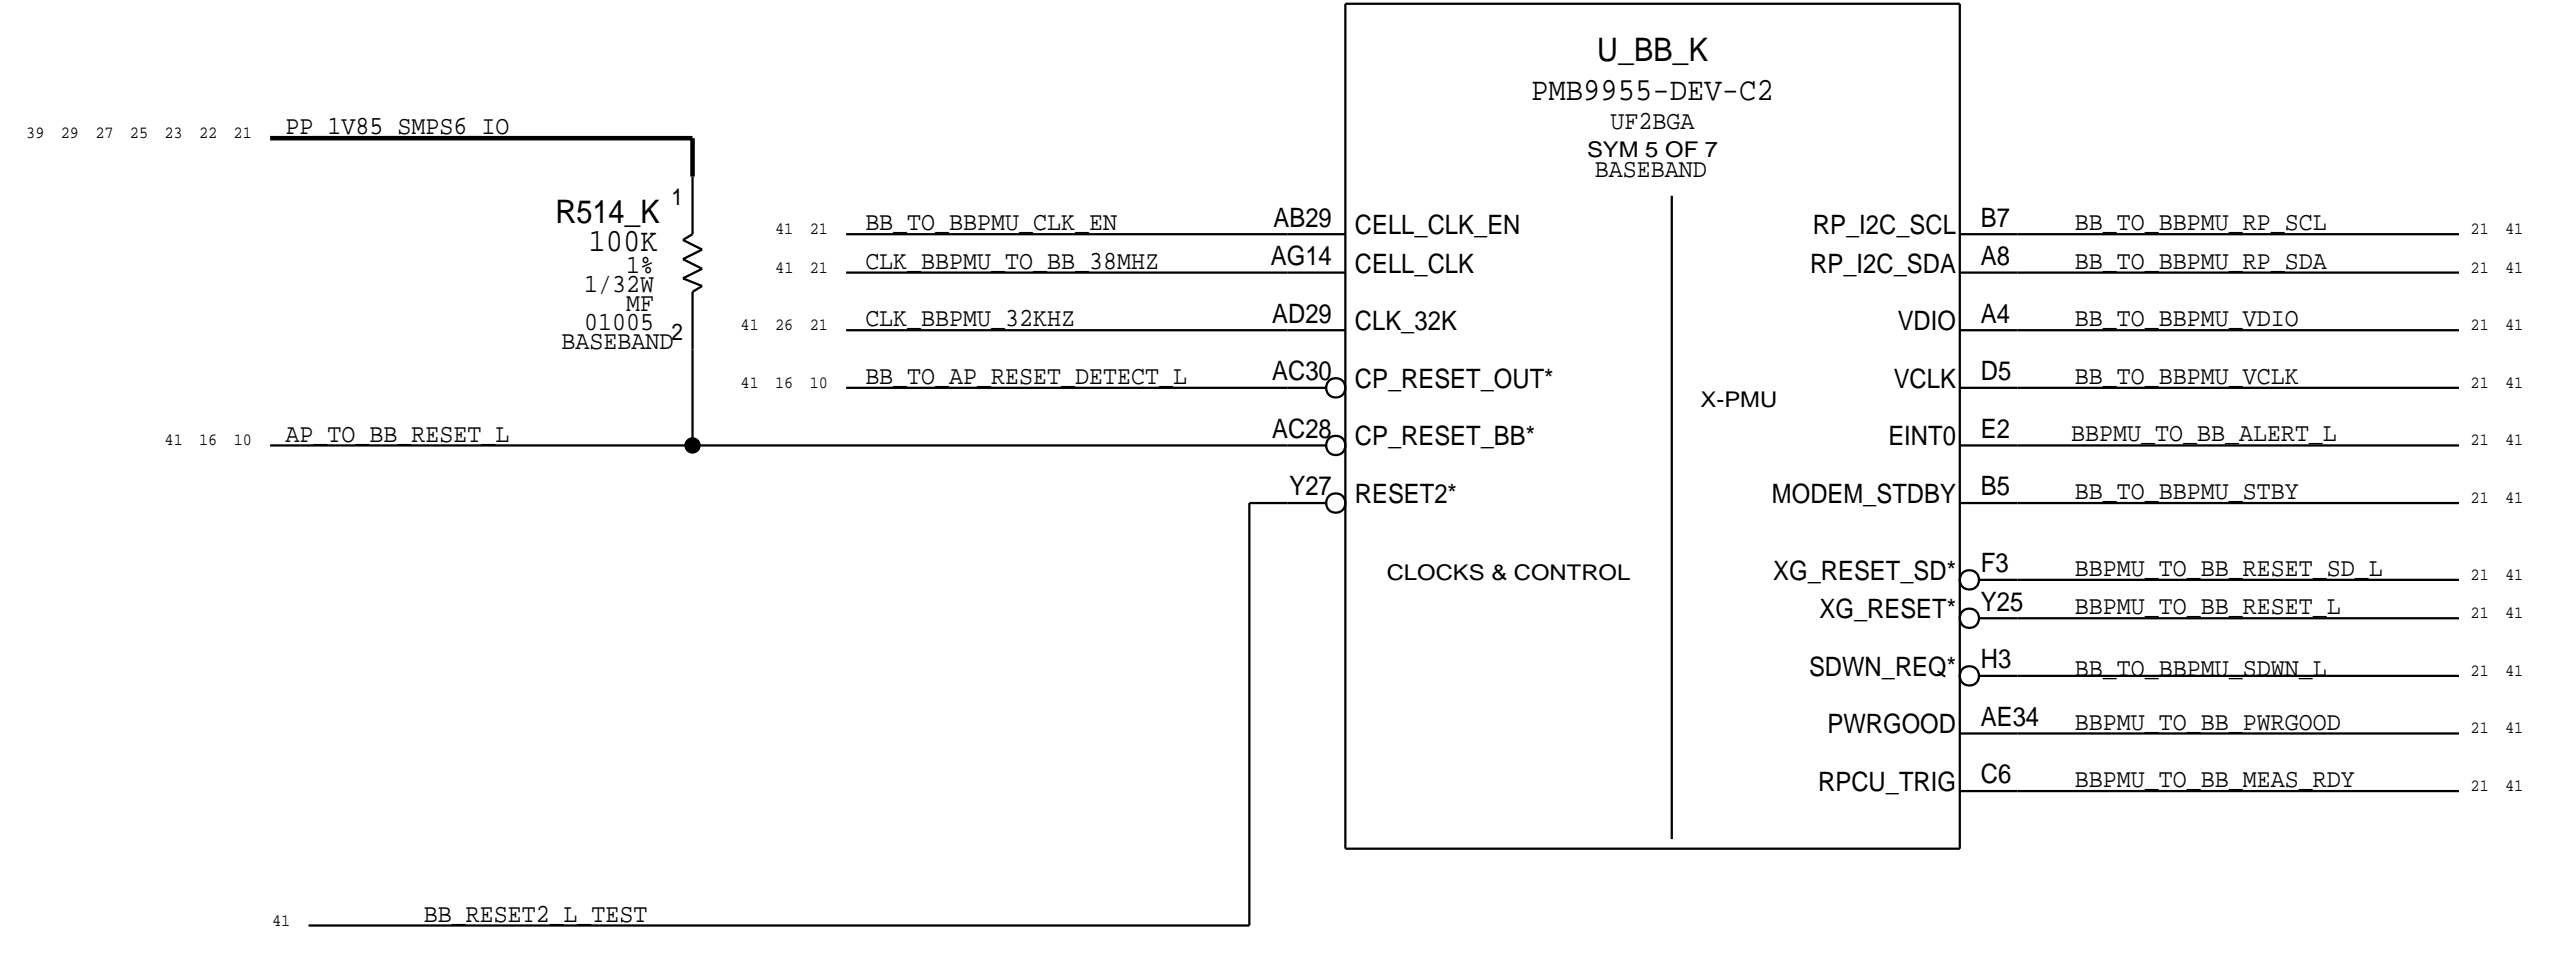 U_BB_K
PMB9955-DEV-C2
UF2BGA
SYM 5 OF 7
BASEBAND
39 29 27 25 23 22 21 PP_1V85_SMPS6_IO
R514_K 1
100K
1%
1/32W
MF
01005
BASEBAND 2
41 21 BB_TO_BBPMU_CLK_EN AB29 CELL_CLK_EN
41 21 CLK_BBPMU_TO_BB_38MHZ AG14 CELL_CLK
41 26 21 CLK_BBPMU_32KHZ AD29 CLK_32K
41 16 10 BB_TO_AP_RESET_DETECT_L AC30 CP_RESET_OUT*
41 16 10 AP_TO_BB_RESET_L AC28 CP_RESET_BB*
Y27 RESET2*
CLOCKS & CONTROL
X-PMU
RP_I2C_SCL B7 BB_TO_BBPMU_RP_SCL 21 41
RP_I2C_SDA A8 BB_TO_BBPMU_RP_SDA 21 41
VDIO A4 BB_TO_BBPMU_VDIO 21 41
VCLK D5 BB_TO_BBPMU_VCLK 21 41
EINT0 E2 BBPMU_TO_BB_ALERT_L 21 41
MODEM_STDBY B5 BB_TO_BBPMU_STBY 21 41
XG_RESET_SD* F3 BBPMU_TO_BB_RESET_SD_L 21 41
XG_RESET* Y25 BBPMU_TO_BB_RESET_L 21 41
SDWN_REQ* H3 BB_TO_BBPMU_SDWN_L 21 41
PWRGOOD AE34 BBPMU_TO_BB_PWRGOOD 21 41
RPCU_TRIG C6 BBPMU_TO_BB_MEAS_RDY 21 41
41 BB_RESET2_L_TEST